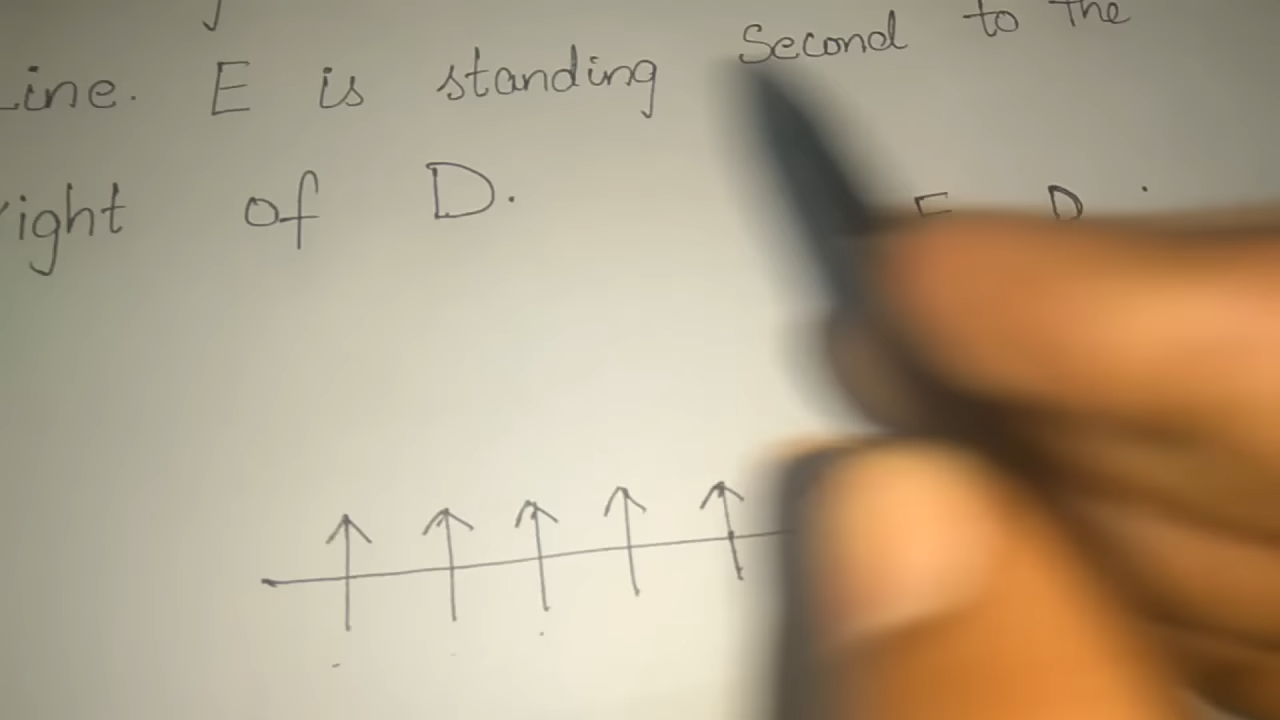 Line. E is standing Second to the
right of D.
E D